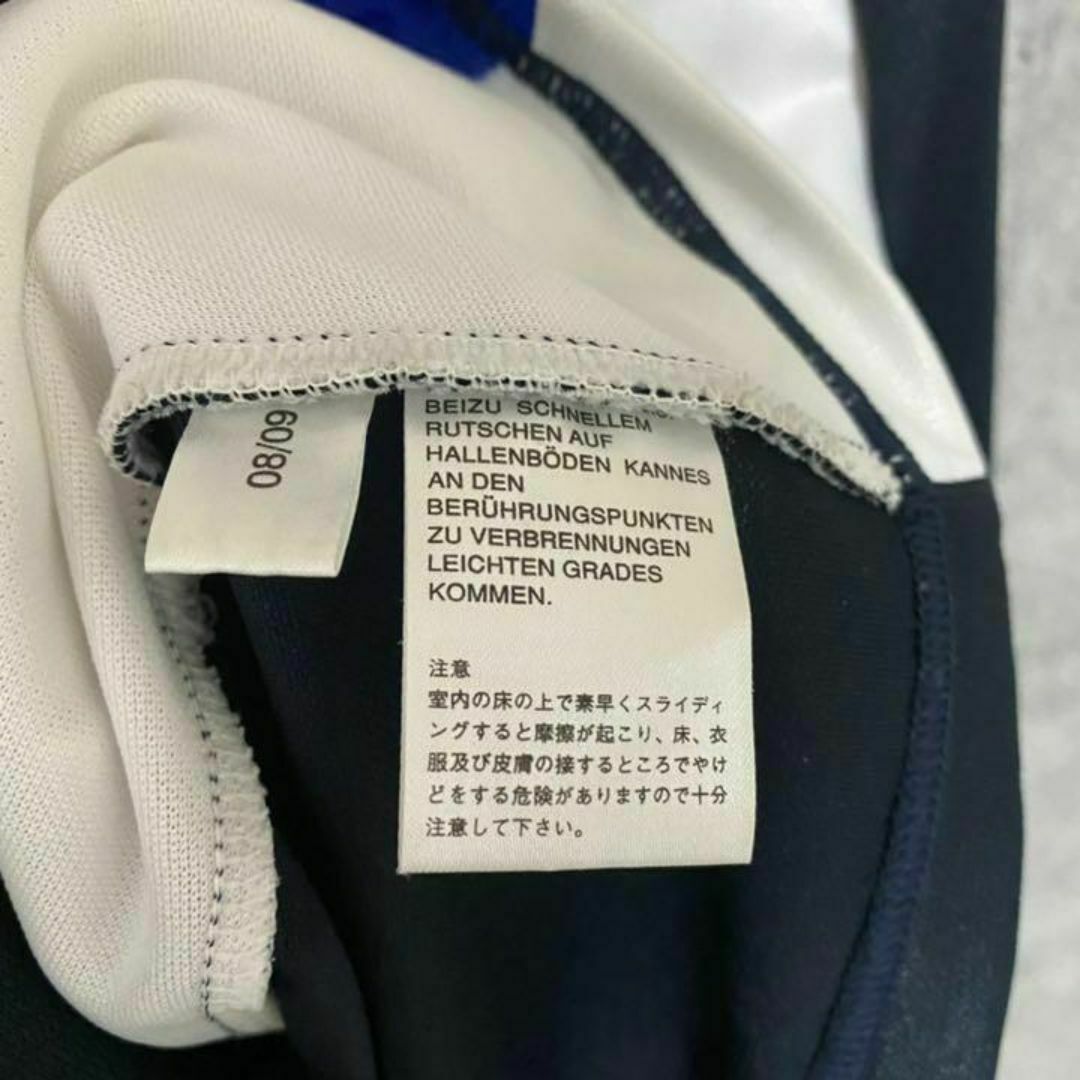 08/09
BEIZU SCHNELLEM
RUTSCHEN AUF
HALLENBÖDEN KANNES
AN DEN
BERÜHRUNGSPUNKTEN
ZU VERBRENNUNGEN
LEICHTEN GRADES
KOMMEN.
注意
室内の床の上で素早くスライディ
ングすると摩擦が起こり、床、衣
服及び皮膚の接するところでやけ
どをする危険がありますので十分
注意して下さい。